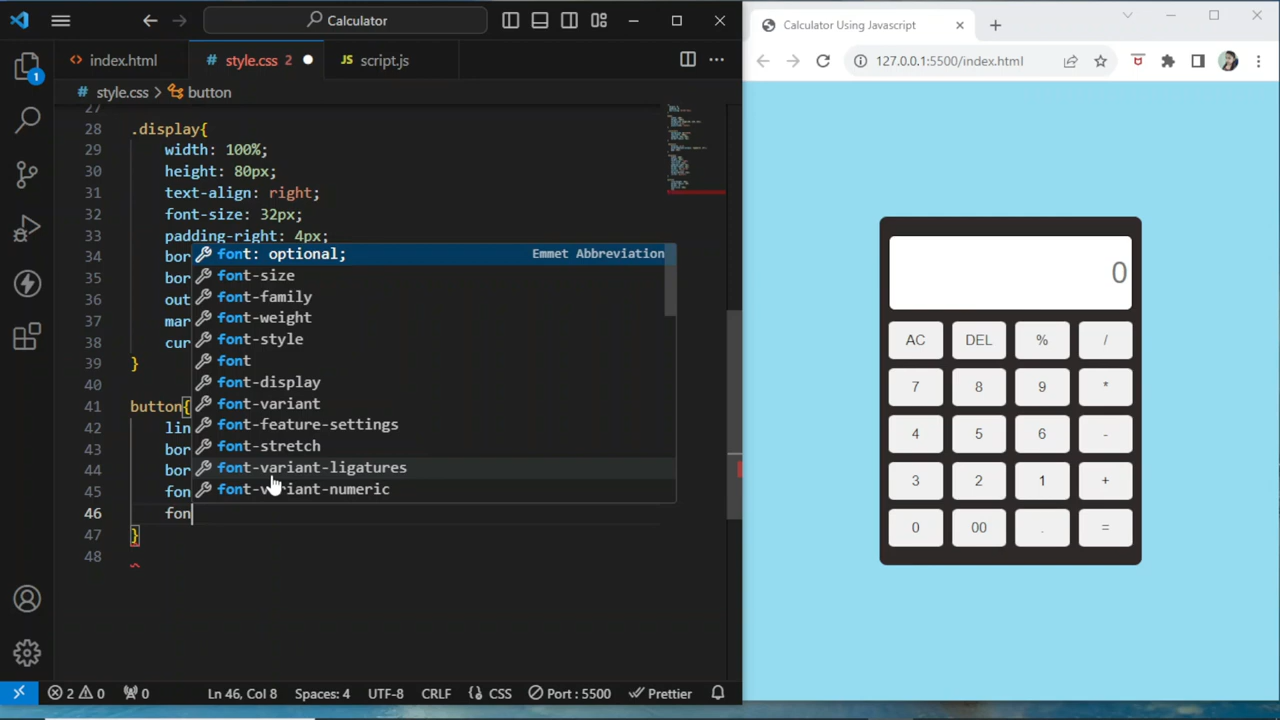 Calculator
index.html
style.css 2
script.js
style.css > button
27
28 .display{
29 width: 100%;
30 height: 80px;
31 text-align: right;
32 font-size: 32px;
33 padding-right: 4px;
34 bor
35 bor
36 out
37 mar
38 cur
39 }
40
41 button{
42 lin
43 bor
44 bor
45 fon
46 fon
47 }
48
font: optional; Emmet Abbreviation
font-size
font-family
font-weight
font-style
font
font-display
font-variant
font-feature-settings
font-stretch
font-variant-ligatures
font-variant-numeric
1
2 0 0 Ln 46, Col 8 Spaces: 4 UTF-8 CRLF CSS Port : 5500 Prettier
Calculator Using Javascript
127.0.0.1:5500/index.html
0
AC DEL % /
7 8 9 *
4 5 6 -
3 2 1 +
0 00 . =